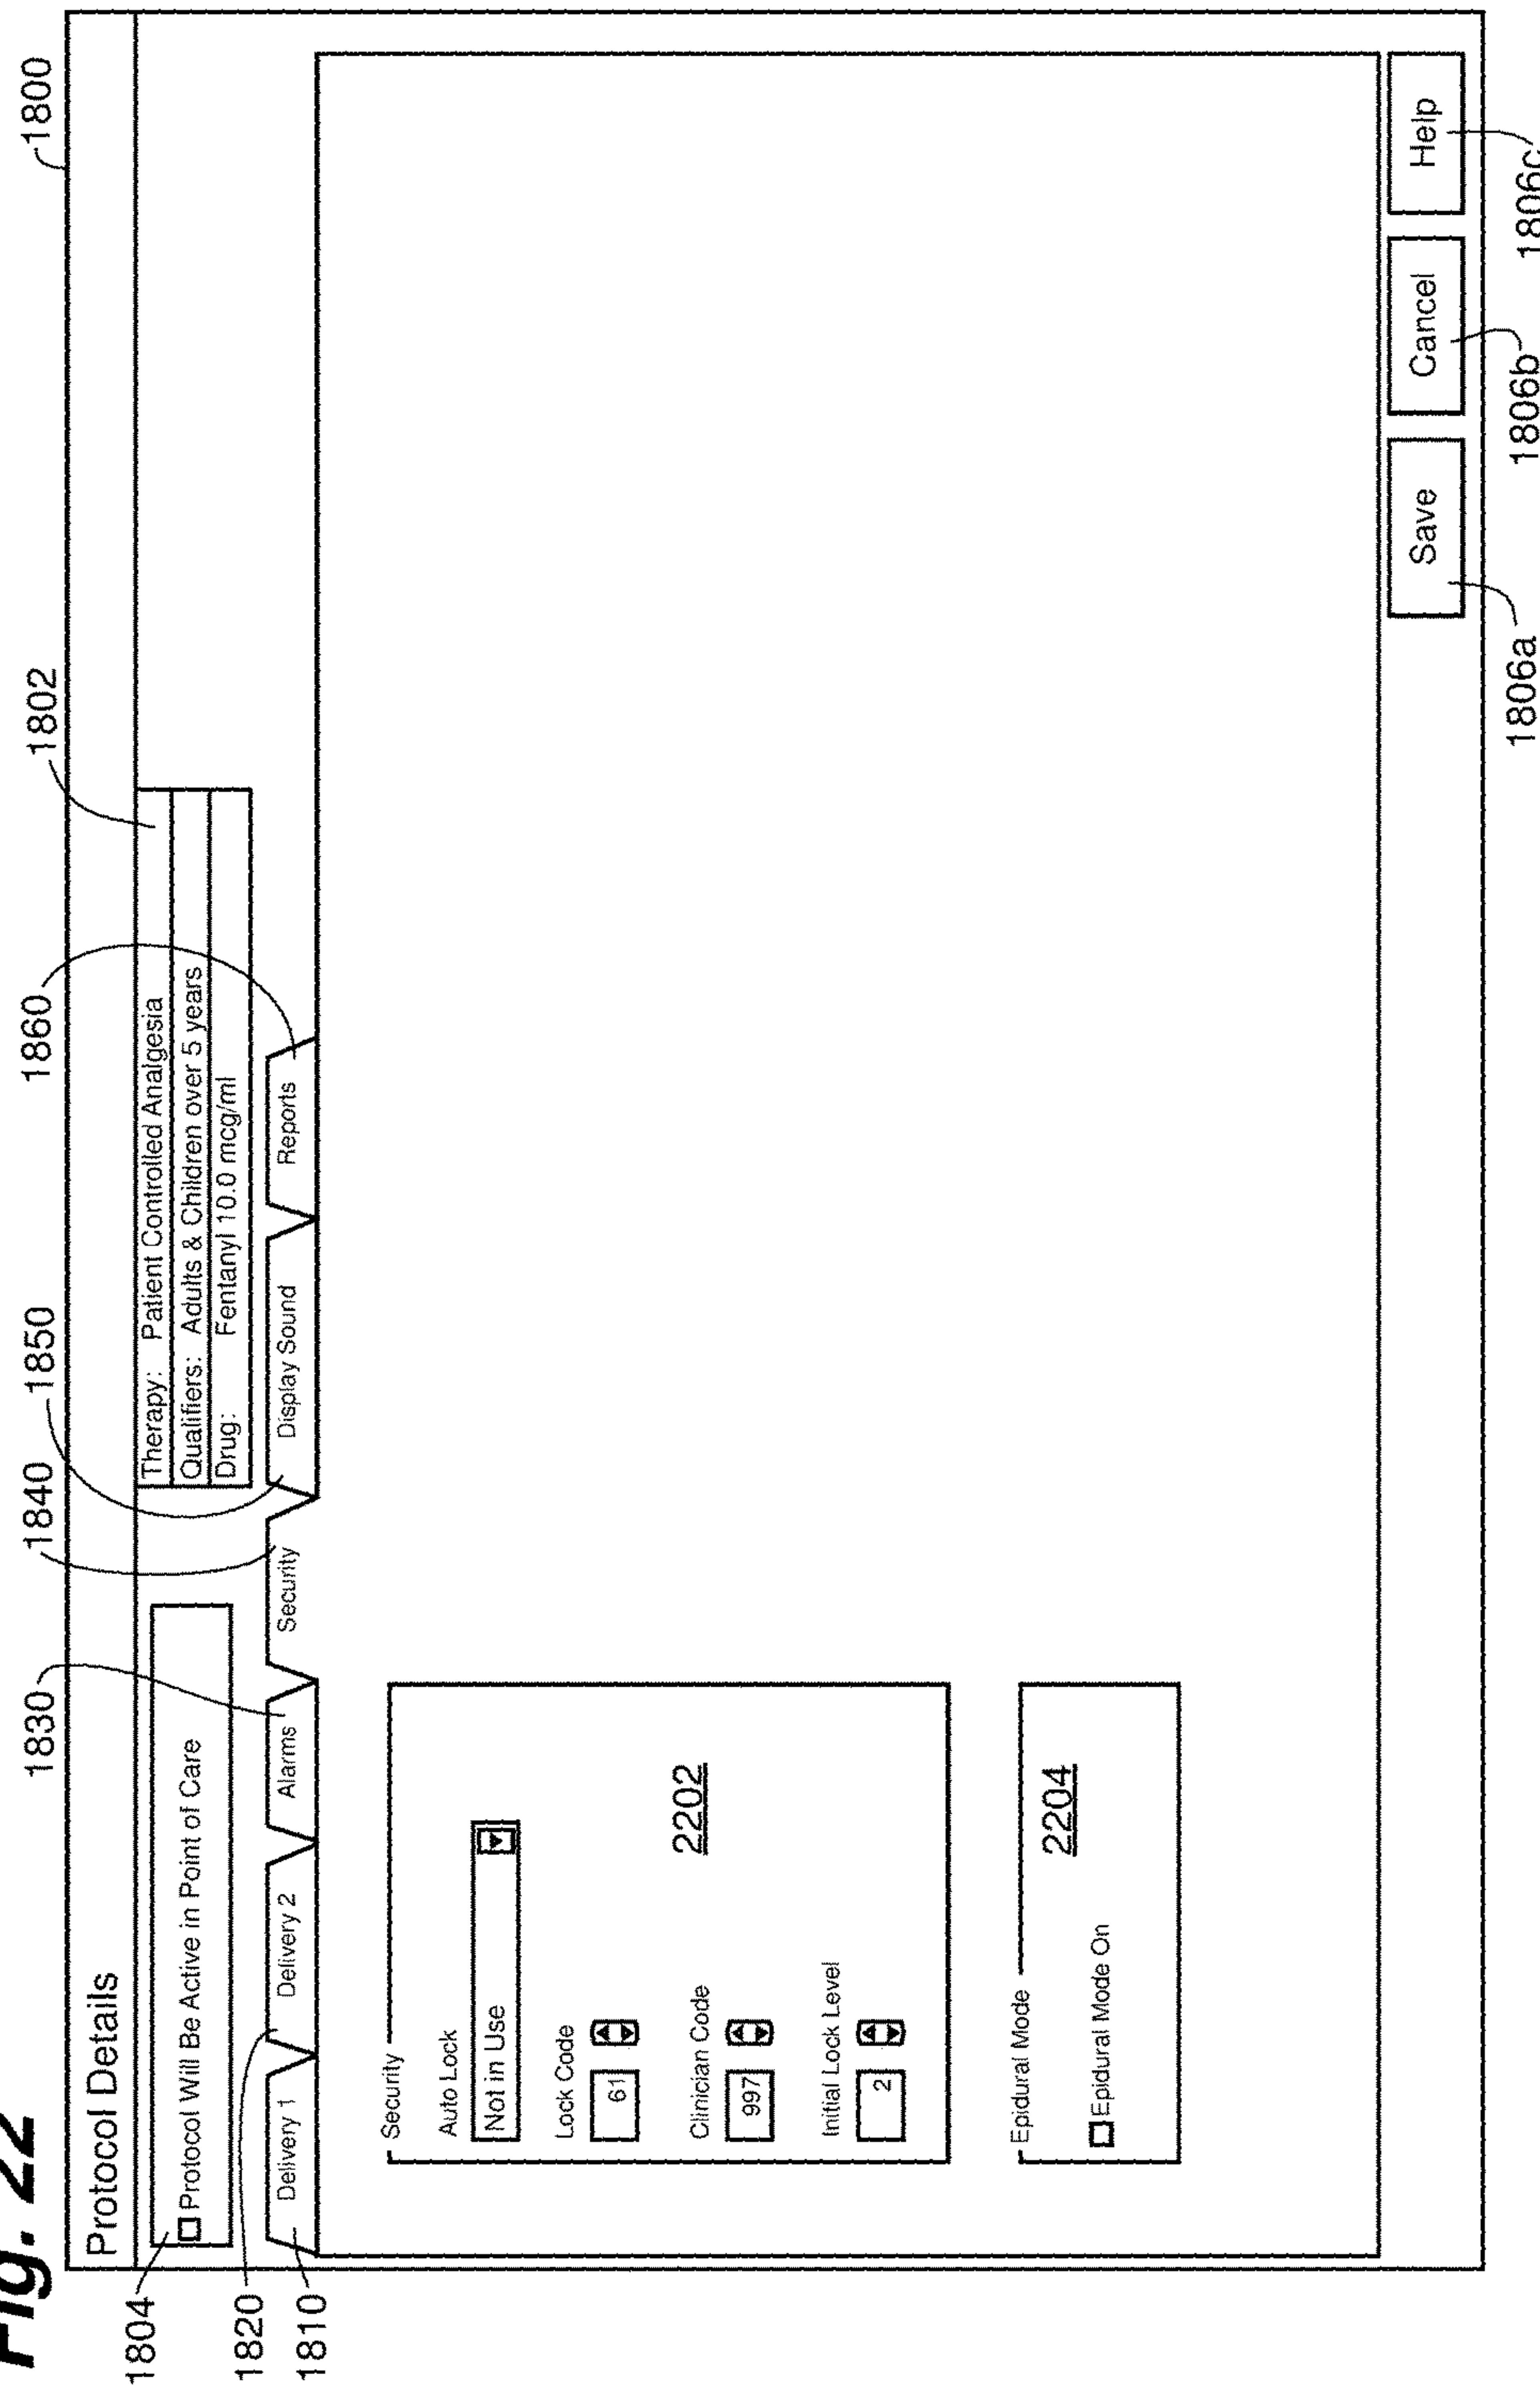 Fig. 22
1804
1820
1810
1830
1840
1850
1860
1802
1800
Protocol Details
Protocol Will Be Active in Point of Care
Therapy: Patient Controlled Analgesia
Qualifiers: Adults & Children over 5 years
Drug: Fentanyl 10.0 mcg/ml
Delivery 1
Delivery 2
Alarms
Security
Display Sound
Reports
Security
Auto Lock
Not in Use
Lock Code
61
2202
Clinician Code
997
Initial Lock Level
2
Epidural Mode
2204
Epidural Mode On
Save
Cancel
Help
1806a
1806b
1806c